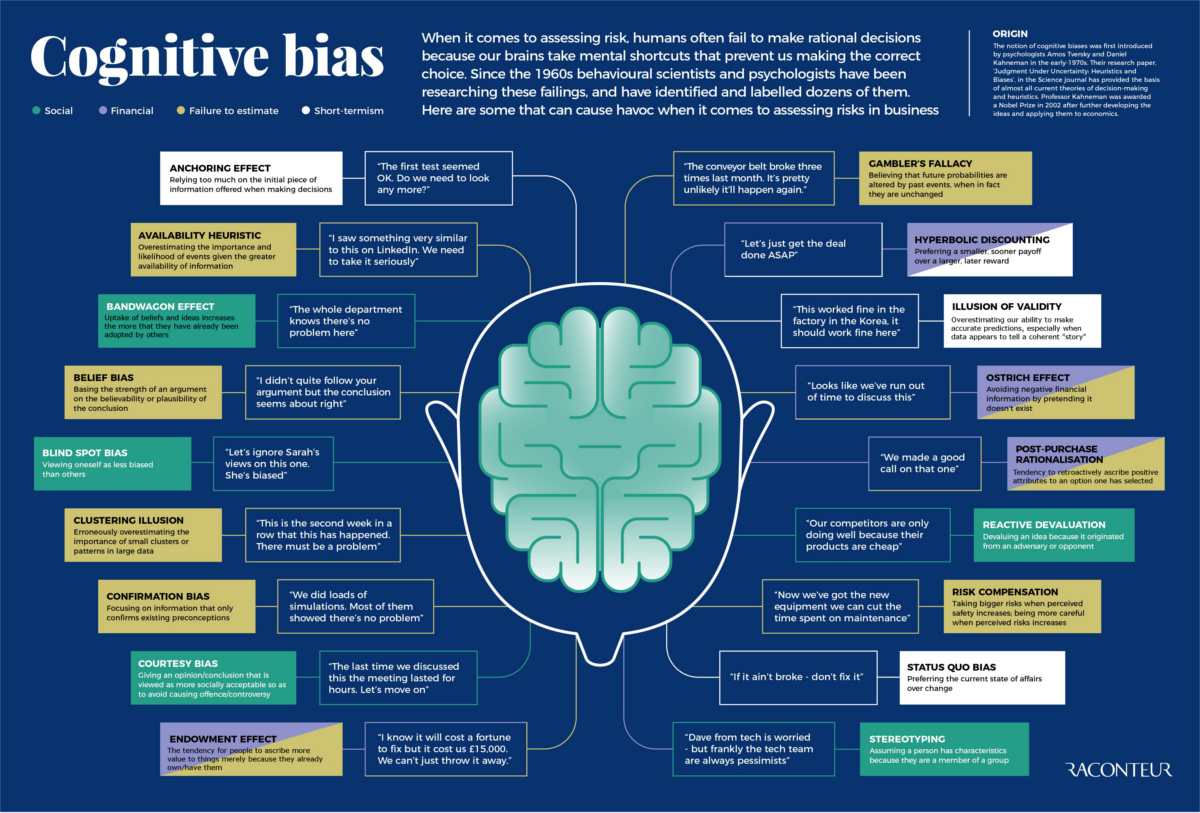 Cognitive bias
Social
Financial
Failure to estimate
Short-termism
When it comes to assessing risk, humans often fail to make rational decisions
because our brains take mental shortcuts that prevent us making the correct
choice. Since the 1960s behavioural scientists and psychologists have been
researching these failings, and have identified and labelled dozens of them.
Here are some that can cause havoc when it comes to assessing risks in business
ORIGIN
The notion of cognitive biases was first introduced
by psychologists Amos Tversky and Daniel
Kahneman in the early-1970s. Their research paper,
'Judgment Under Uncertainty: Heuristics and
Biases', in the Science journal has provided the basis
of almost all current theories of decision-making
and heuristics. Professor Kahneman was awarded
a Nobel Prize in 2002 after further developing the
ideas and applying them to economics.
ANCHORING EFFECT
Relying too much on the initial piece of
information offered when making decisions
"The first test seemed
OK. Do we need to look
any more?"
AVAILABILITY HEURISTIC
Overestimating the importance and
likelihood of events given the greater
availability of information
"I saw something very similar
to this on LinkedIn. We need
to take it seriously"
BANDWAGON EFFECT
Uptake of beliefs and ideas increases
the more that they have already been
adopted by others
"The whole department
knows there's no
problem here"
BELIEF BIAS
Basing the strength of an argument
on the believability or plausibility of
the conclusion
"I didn't quite follow your
argument but the conclusion
seems about right"
BLIND SPOT BIAS
Viewing oneself as less biased
than others
"Let's ignore Sarah's
views on this one.
She's biased"
CLUSTERING ILLUSION
Erroneously overestimating the
importance of small clusters or
patterns in large data
"This is the second week in a
row that this has happened.
There must be a problem"
CONFIRMATION BIAS
Focusing on information that only
confirms existing preconceptions
"We did loads of
simulations. Most of them
showed there's no problem"
COURTESY BIAS
Giving an opinion/conclusion that is
viewed as more socially acceptable so as
to avoid causing offence/controversy
"The last time we discussed
this the meeting lasted for
hours. Let's move on"
ENDOWMENT EFFECT
The tendency for people to ascribe more
value to things merely because they already
own/have them
"I know it will cost a fortune
to fix but it cost us £15,000.
We can't just throw it away."
"The conveyor belt broke three
times last month. It's pretty
unlikely it'll happen again."
GAMBLER'S FALLACY
Believing that future probabilities are
altered by past events, when in fact
they are unchanged
"Let's just get the deal
done ASAP"
HYPERBOLIC DISCOUNTING
Preferring a smaller, sooner payoff
over a larger, later reward
"This worked fine in the
factory in the Korea, it
should work fine here"
ILLUSION OF VALIDITY
Overestimating our ability to make
accurate predictions, especially when
data appears to tell a coherent "story"
"Looks like we've run out
of time to discuss this"
OSTRICH EFFECT
Avoiding negative financial
information by pretending it
doesn't exist
"We made a good
call on that one"
POST-PURCHASE
RATIONALISATION
Tendency to retroactively ascribe positive
attributes to an option one has selected
"Our competitors are only
doing well because their
products are cheap"
REACTIVE DEVALUATION
Devaluing an idea because it originated
from an adversary or opponent
"Now we've got the new
equipment we can cut the
time spent on maintenance"
RISK COMPENSATION
Taking bigger risks when perceived
safety increases; being more careful
when perceived risks increases
"If it ain't broke - don't fix it"
STATUS QUO BIAS
Preferring the current state of affairs
over change
"Dave from tech is worried
- but frankly the tech team
are always pessimists"
STEREOTYPING
Assuming a person has characteristics
because they are a member of a group
RACONTEUR